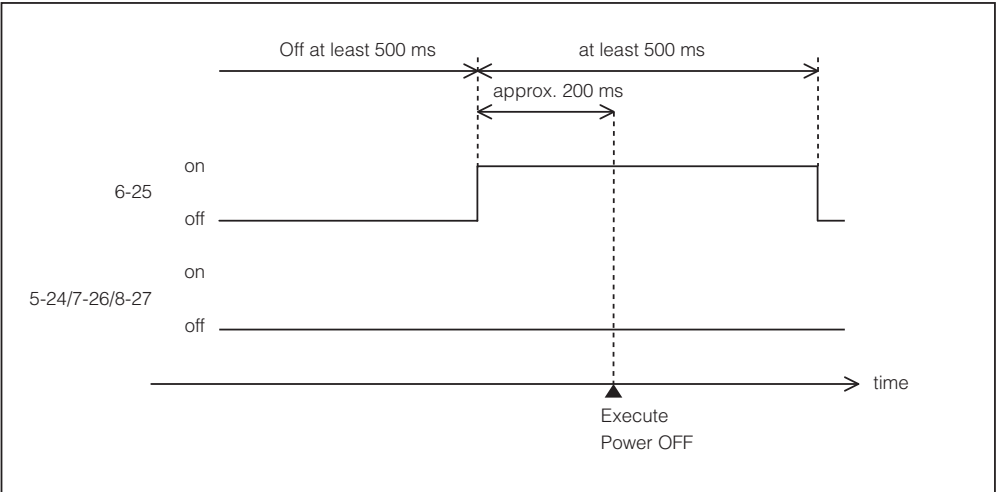 Off at least 500 ms
at least 500 ms
approx. 200 ms
on
6-25
off
on
5-24/7-26/8-27
off
time
Execute
Power OFF